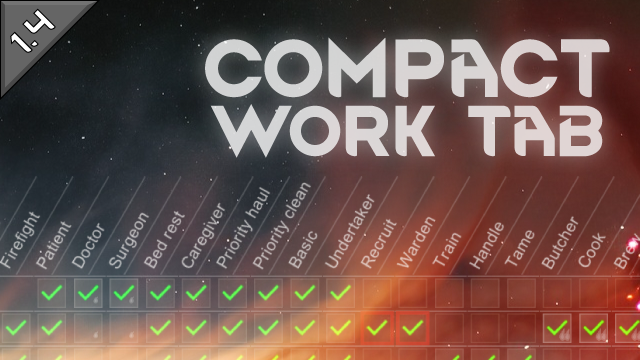 1.4
COMPACT
WORK TAB
Firefight
Patient
Doctor
Surgeon
Bed rest
Caregiver
Priority haul
Priority clean
Basic
Undertaker
Recruit
Warden
Train
Handle
Tame
Butcher
Cook